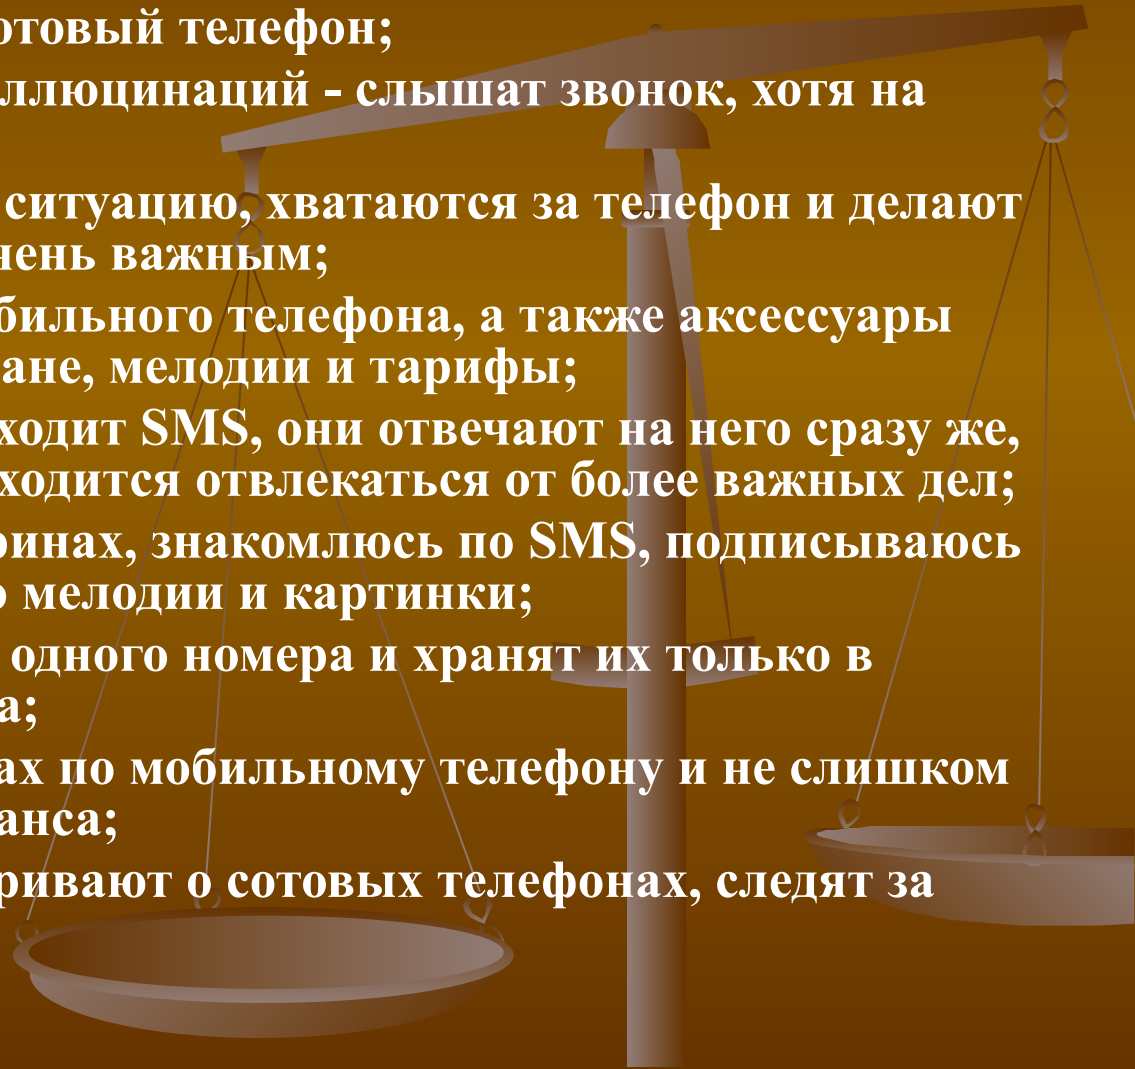 отовый телефон;
ллюцинаций - слышат звонок, хотя на
ситуацию, хватаются за телефон и делают
чень важным;
бильного телефона, а также аксессуары
ане, мелодии и тарифы;
ходит SMS, они отвечают на него сразу же,
ходится отвлекаться от более важных дел;
ринах, знакомлюсь по SMS, подписываюсь
о мелодии и картинки;
одного номера и хранят их только в
а;
ах по мобильному телефону и не слишком
анса;
ривают о сотовых телефонах, следят за